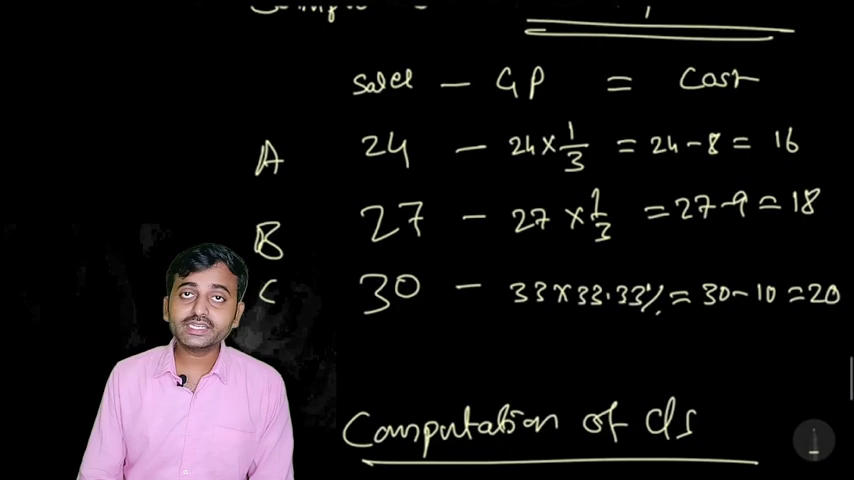 Sales - GP = Cost
A 24 - 24 × 1/3 = 24 - 8 = 16
B 27 - 27 × 1/3 = 27 - 9 = 18
C 30 - 33 × 33.33% = 30 - 10 = 20
Computation of cls